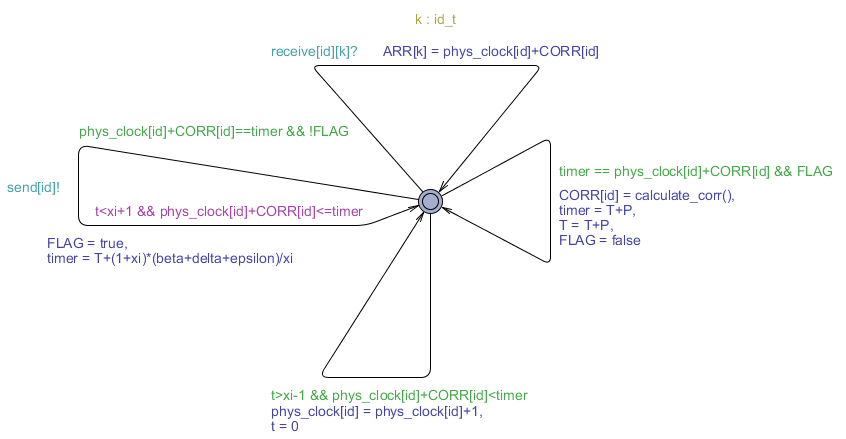 k : id_t
receive[id][k]?
ARR[k] = phys_clock[id]+CORR[id]
phys_clock[id]+CORR[id]==timer && !FLAG
send[id]!
t<xi+1 && phys_clock[id]+CORR[id]<=timer
FLAG = true,
timer = T+(1+xi)*(beta+delta+epsilon)/xi
timer == phys_clock[id]+CORR[id] && FLAG
CORR[id] = calculate_corr(),
timer = T+P,
T = T+P,
FLAG = false
t>xi-1 && phys_clock[id]+CORR[id]<timer
phys_clock[id] = phys_clock[id]+1,
t = 0